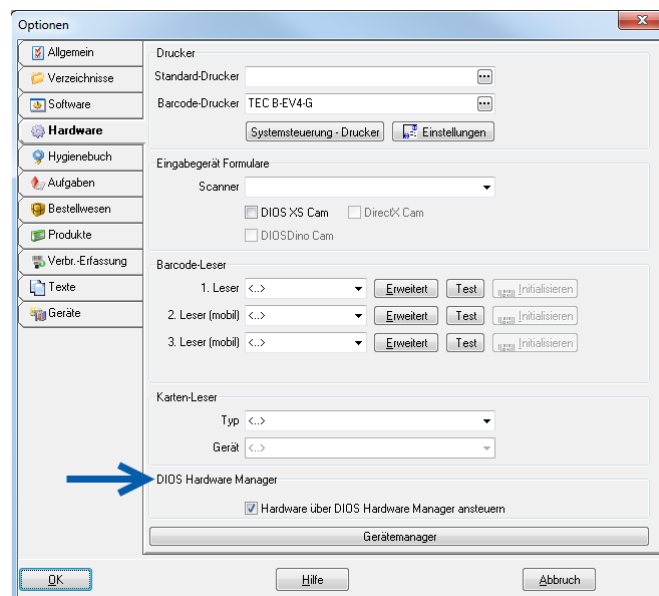 Optionen
Allgemein
Verzeichnisse
Software
Hardware
Hygienebuch
Aufgaben
Bestellwesen
Produkte
Verbr.-Erfassung
Texte
Geräte
Drucker
Standard-Drucker
Barcode-Drucker TEC B-EV4-G
Systemsteuerung - Drucker Einstellungen
Eingabegerät Formulare
Scanner
DIOS XS Cam DirectX Cam
DIOSDino Cam
Barcode-Leser
1. Leser <..> Erweitert Test Initialisieren
2. Leser (mobil) <..> Erweitert Test Initialisieren
3. Leser (mobil) <..> Erweitert Test Initialisieren
Karten-Leser
Typ <..>
Gerät <..>
DIOS Hardware Manager
Hardware über DIOS Hardware Manager ansteuern
Gerätemanager
OK Hilfe Abbruch